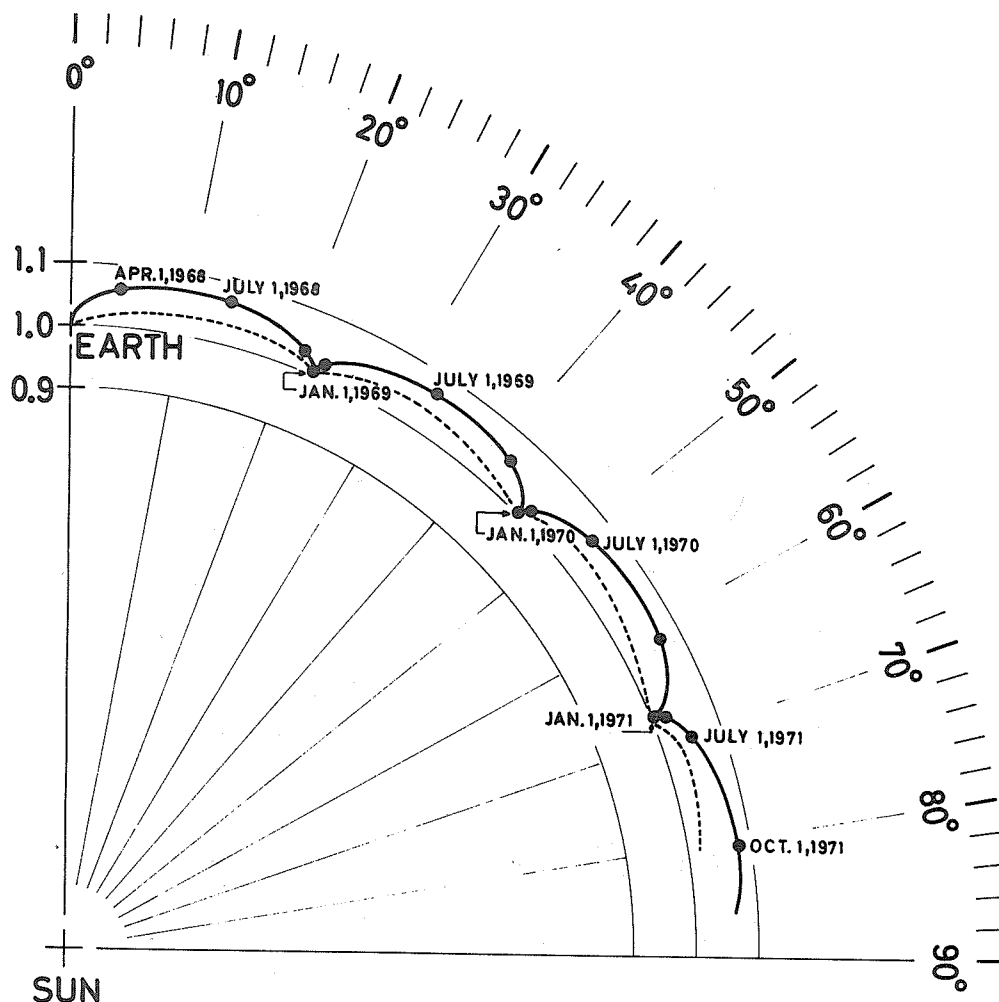 0°
10°
20°
30°
40°
50°
60°
70°
80°
90°
1.1
1.0
0.9
APR. 1, 1968
JULY 1, 1968
EARTH
JAN. 1, 1969
JULY 1, 1969
JAN. 1, 1970
JULY 1, 1970
JAN. 1, 1971
JULY 1, 1971
OCT. 1, 1971
SUN